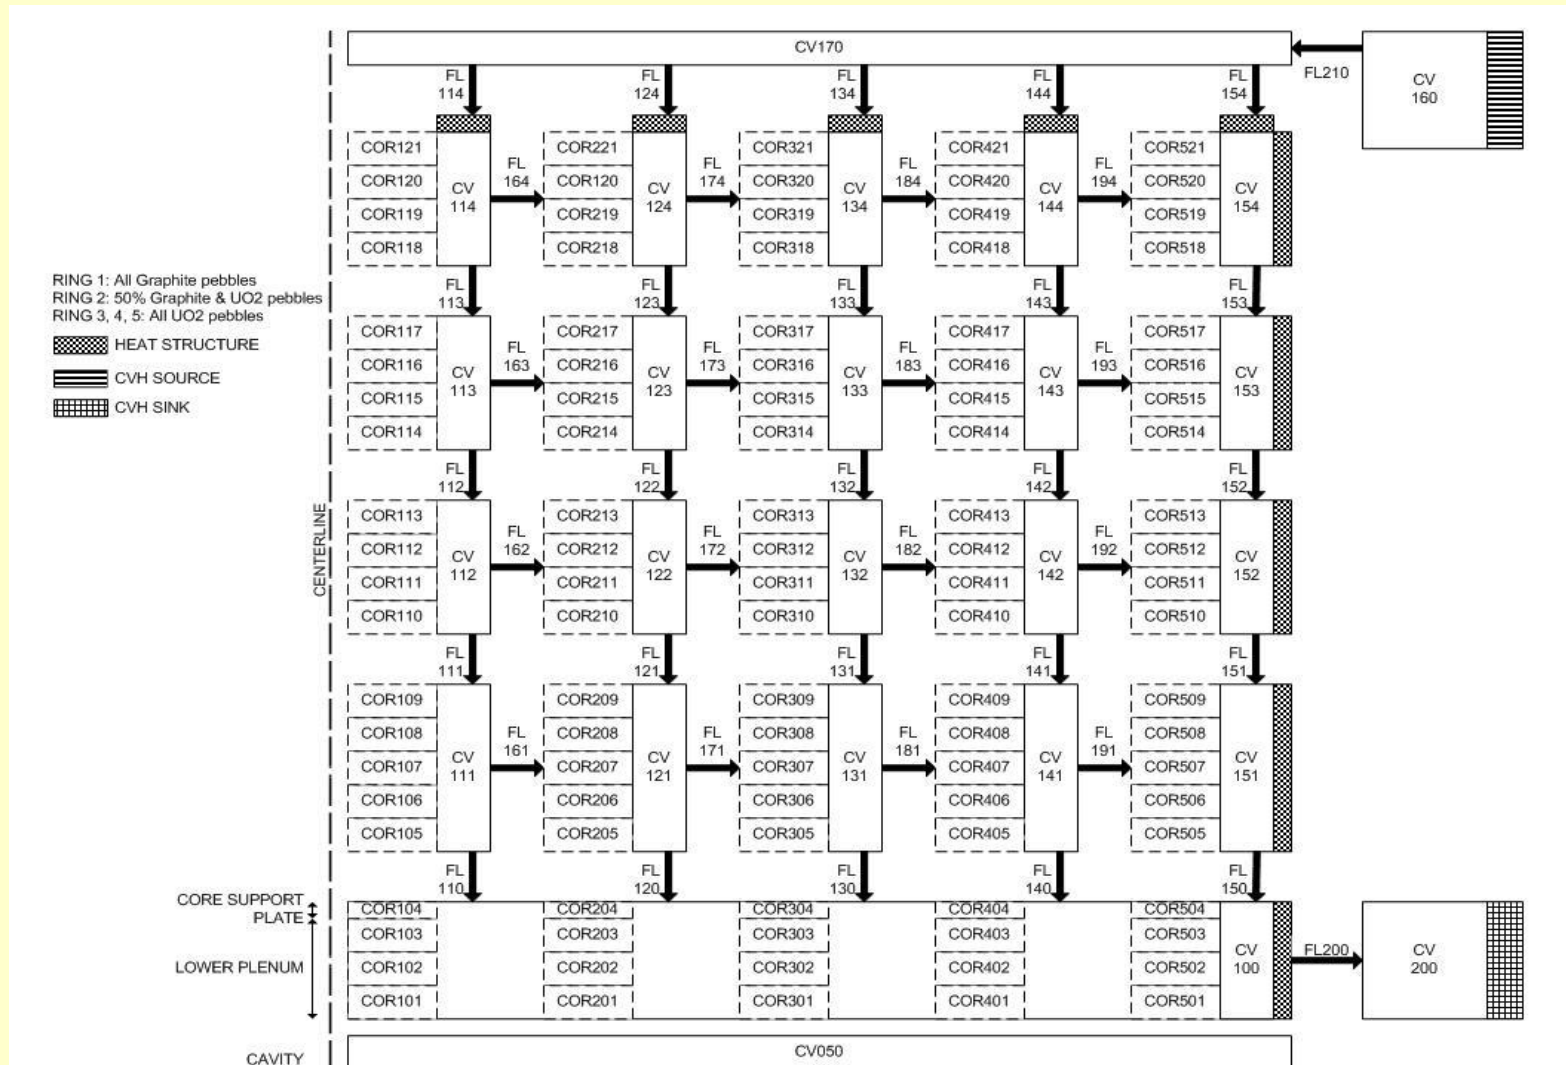 CV170
FL210
CV
160
FL
114
FL
124
FL
134
FL
144
FL
154
COR121
COR120
COR119
COR118
CV
114
FL
164
COR221
COR120
COR219
COR218
CV
124
FL
174
COR321
COR320
COR319
COR318
CV
134
FL
184
COR421
COR420
COR419
COR418
CV
144
FL
194
COR521
COR520
COR519
COR518
CV
154
RING 1: All Graphite pebbles
RING 2: 50% Graphite & UO2 pebbles
RING 3, 4, 5: All UO2 pebbles
HEAT STRUCTURE
CVH SOURCE
CVH SINK
FL
113
FL
123
FL
133
FL
143
FL
153
COR117
COR116
COR115
COR114
CV
113
FL
163
COR217
COR216
COR215
COR214
CV
123
FL
173
COR317
COR316
COR315
COR314
CV
133
FL
183
COR417
COR416
COR415
COR414
CV
143
FL
193
COR517
COR516
COR515
COR514
CV
153
CENTERLINE
FL
112
FL
122
FL
132
FL
142
FL
152
COR113
COR112
COR111
COR110
CV
112
FL
162
COR213
COR212
COR211
COR210
CV
122
FL
172
COR313
COR312
COR311
COR310
CV
132
FL
182
COR413
COR412
COR411
COR410
CV
142
FL
192
COR513
COR512
COR511
COR510
CV
152
FL
111
FL
121
FL
131
FL
141
FL
151
COR109
COR108
COR107
COR106
COR105
CV
111
FL
161
COR209
COR208
COR207
COR206
COR205
CV
121
FL
171
COR309
COR308
COR307
COR306
COR305
CV
131
FL
181
COR409
COR408
COR407
COR406
COR405
CV
141
FL
191
COR509
COR508
COR507
COR506
COR505
CV
151
FL
110
FL
120
FL
130
FL
140
FL
150
CORE SUPPORT
PLATE
LOWER PLENUM
COR104
COR103
COR102
COR101
COR204
COR203
COR202
COR201
COR304
COR303
COR302
COR301
COR404
COR403
COR402
COR401
COR504
COR503
COR502
COR501
CV
100
FL200
CV
200
CAVITY
CV050